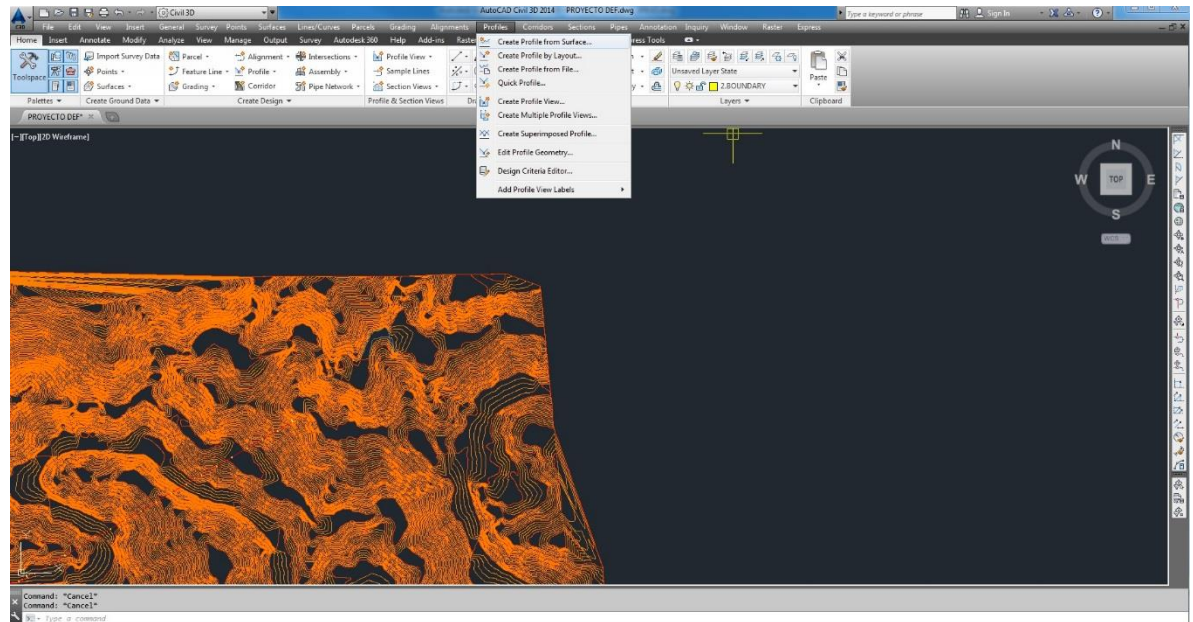 Civil 3D
AutoCAD Civil 3D 2014 PROYECTO DEF.dwg
Type a keyword or phrase
Sign In
File Edit View Insert General Survey Points Surfaces Lines/Curves Parcels Grading Alignments Profiles Corridors Sections Pipes Annotation Inquiry Window Raster Express
Home Insert Annotate Modify Analyze View Manage Output Survey Autodesk 360 Help Add-ins Raster
ress Tools
Toolspace
Import Survey Data
Points
Surfaces
Parcel
Feature Line
Grading
Alignment
Profile
Corridor
Intersections
Assembly
Pipe Network
Profile View
Sample Lines
Section Views
Unsaved Layer State
2.BOUNDARY
Paste
Palettes
Create Ground Data
Create Design
Profile & Section Views
Layers
Clipboard
Create Profile from Surface...
Create Profile by Layout...
Create Profile from File...
Quick Profile...
Create Profile View...
Create Multiple Profile Views...
Create Superimposed Profile...
Edit Profile Geometry...
Design Criteria Editor...
Add Profile View Labels
PROYECTO DEF*
[-][Top][2D Wireframe]
N
W TOP E
S
WCS
Command: *Cancel*
Command: *Cancel*
Type a command